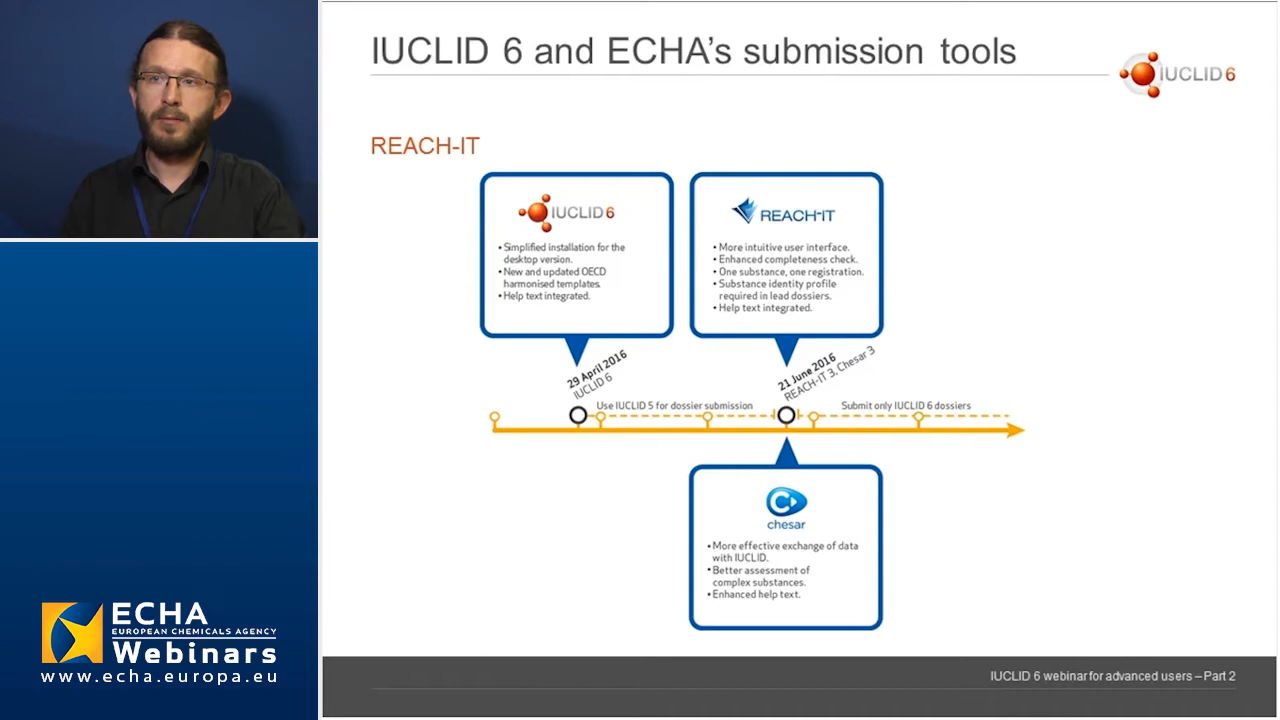 IUCLID 6 and ECHA's submission tools
IUCLID 6
REACH-IT
IUCLID 6
• Simplified installation for the
desktop version.
• New and updated OECD
harmonised templates.
• Help text integrated.
REACH-IT
• More intuitive user interface.
• Enhanced completeness check.
• One substance, one registration.
• Substance identity profile
required in lead dossiers.
• Help text integrated.
29 April 2016
IUCLID 6
21 June 2016
REACH-IT 3, Chesar 3
Use IUCLID 5 for dossier submission
Submit only IUCLID 6 dossiers
chesar
• More effective exchange of data
with IUCLID.
• Better assessment of
complex substances.
• Enhanced help text.
ECHA
EUROPEAN CHEMICALS AGENCY
Webinars
www.echa.europa.eu
IUCLID 6 webinar for advanced users – Part 2